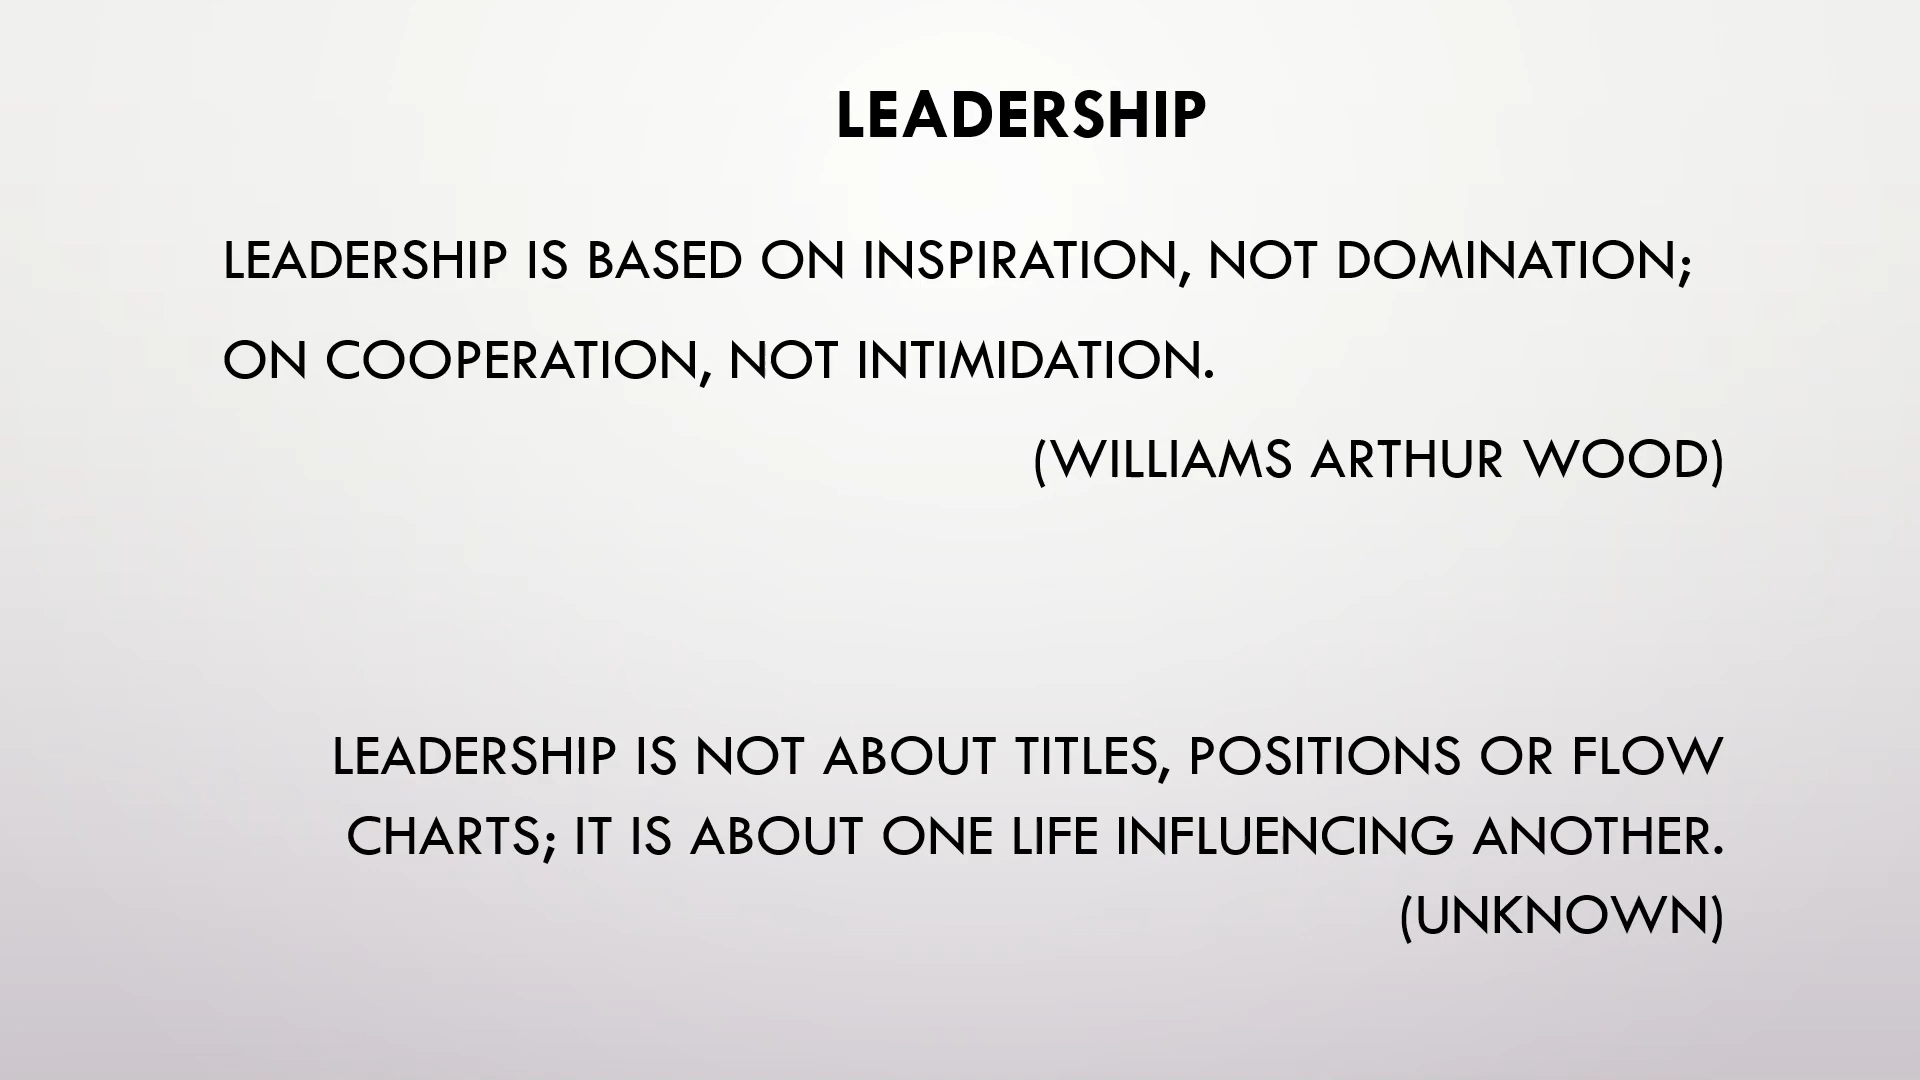 LEADERSHIP
LEADERSHIP IS BASED ON INSPIRATION, NOT DOMINATION;
ON COOPERATION, NOT INTIMIDATION.
(WILLIAMS ARTHUR WOOD)
LEADERSHIP IS NOT ABOUT TITLES, POSITIONS OR FLOW
CHARTS; IT IS ABOUT ONE LIFE INFLUENCING ANOTHER.
(UNKNOWN)